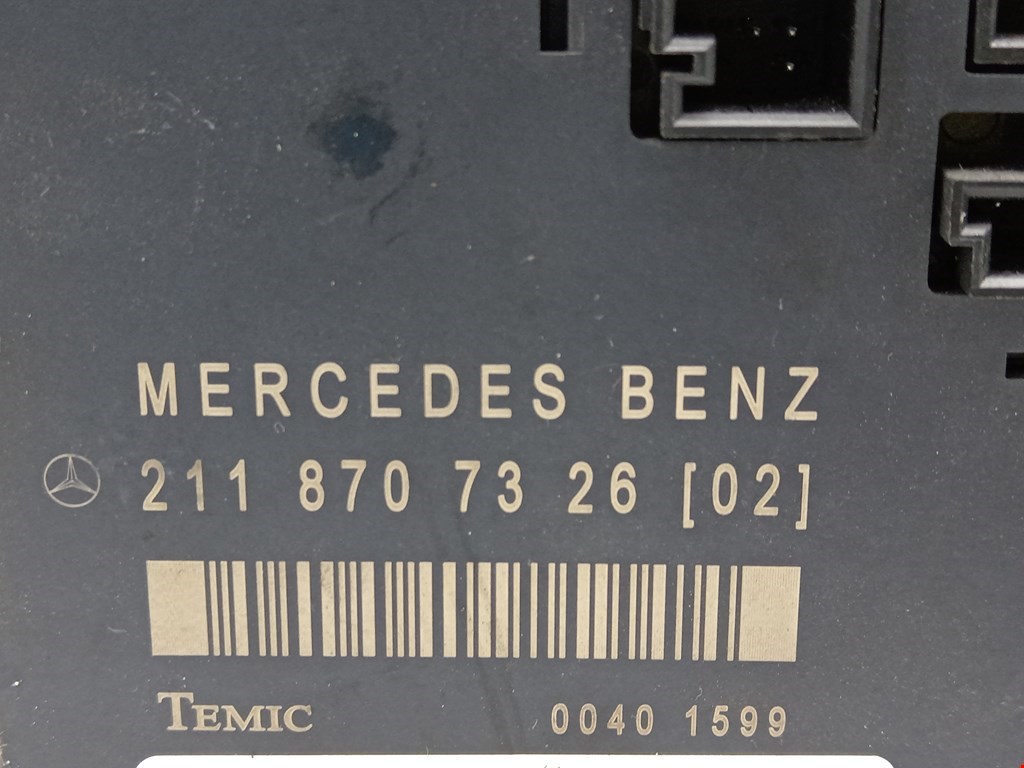 MERCEDES BENZ
211 870 73 26 [02]
TEMIC 0040 1599